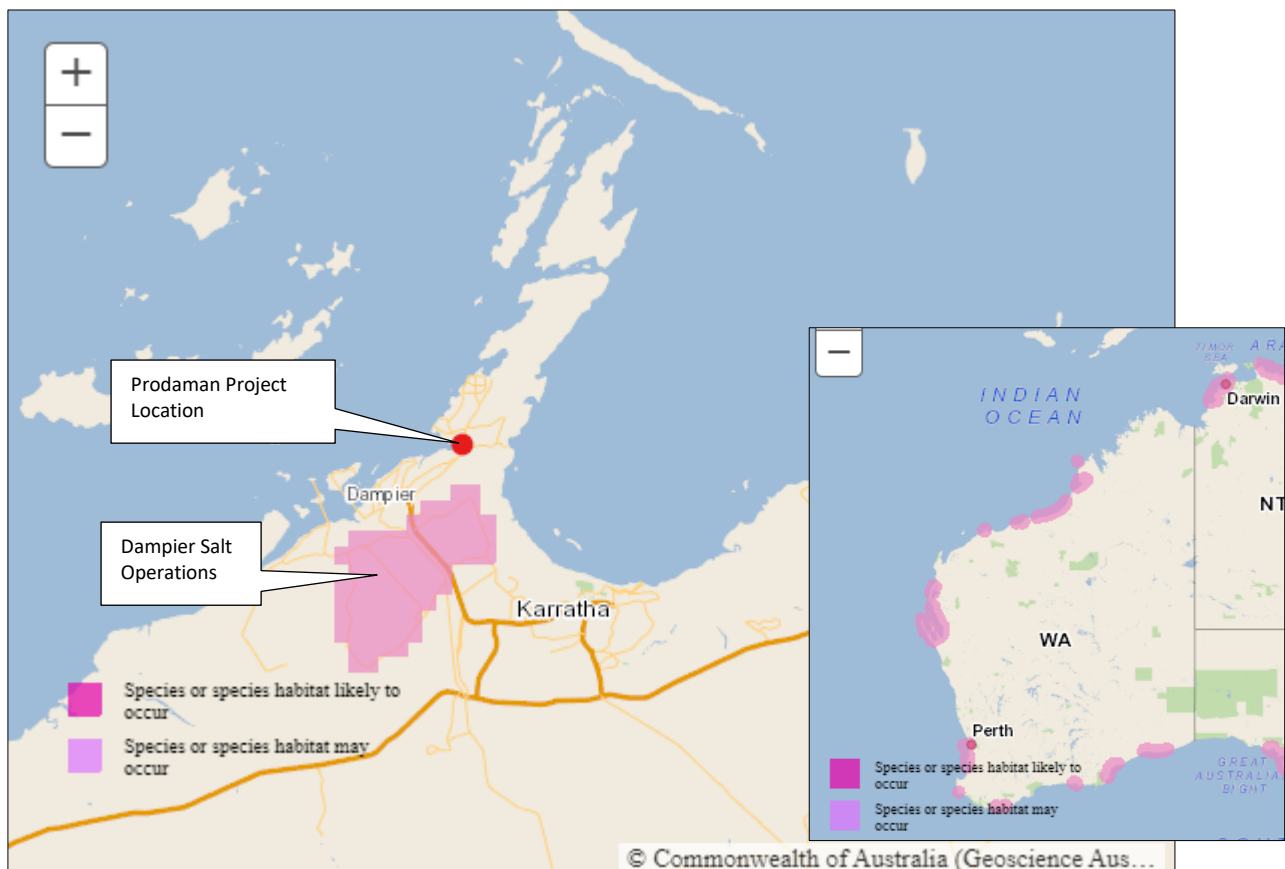 +
−
Prodaman Project
Location
Dampier
Dampier Salt
Operations
Karratha
Species or species habitat likely to
occur
Species or species habitat may
occur
© Commonwealth of Australia (Geoscience Aus…
−
TIMOR
SEA
ARA
Darwin
INDIAN
OCEAN
NT
WA
Perth
GREAT
AUSTRALIA
BIGHT
Species or species habitat likely to
occur
Species or species habitat may
occur